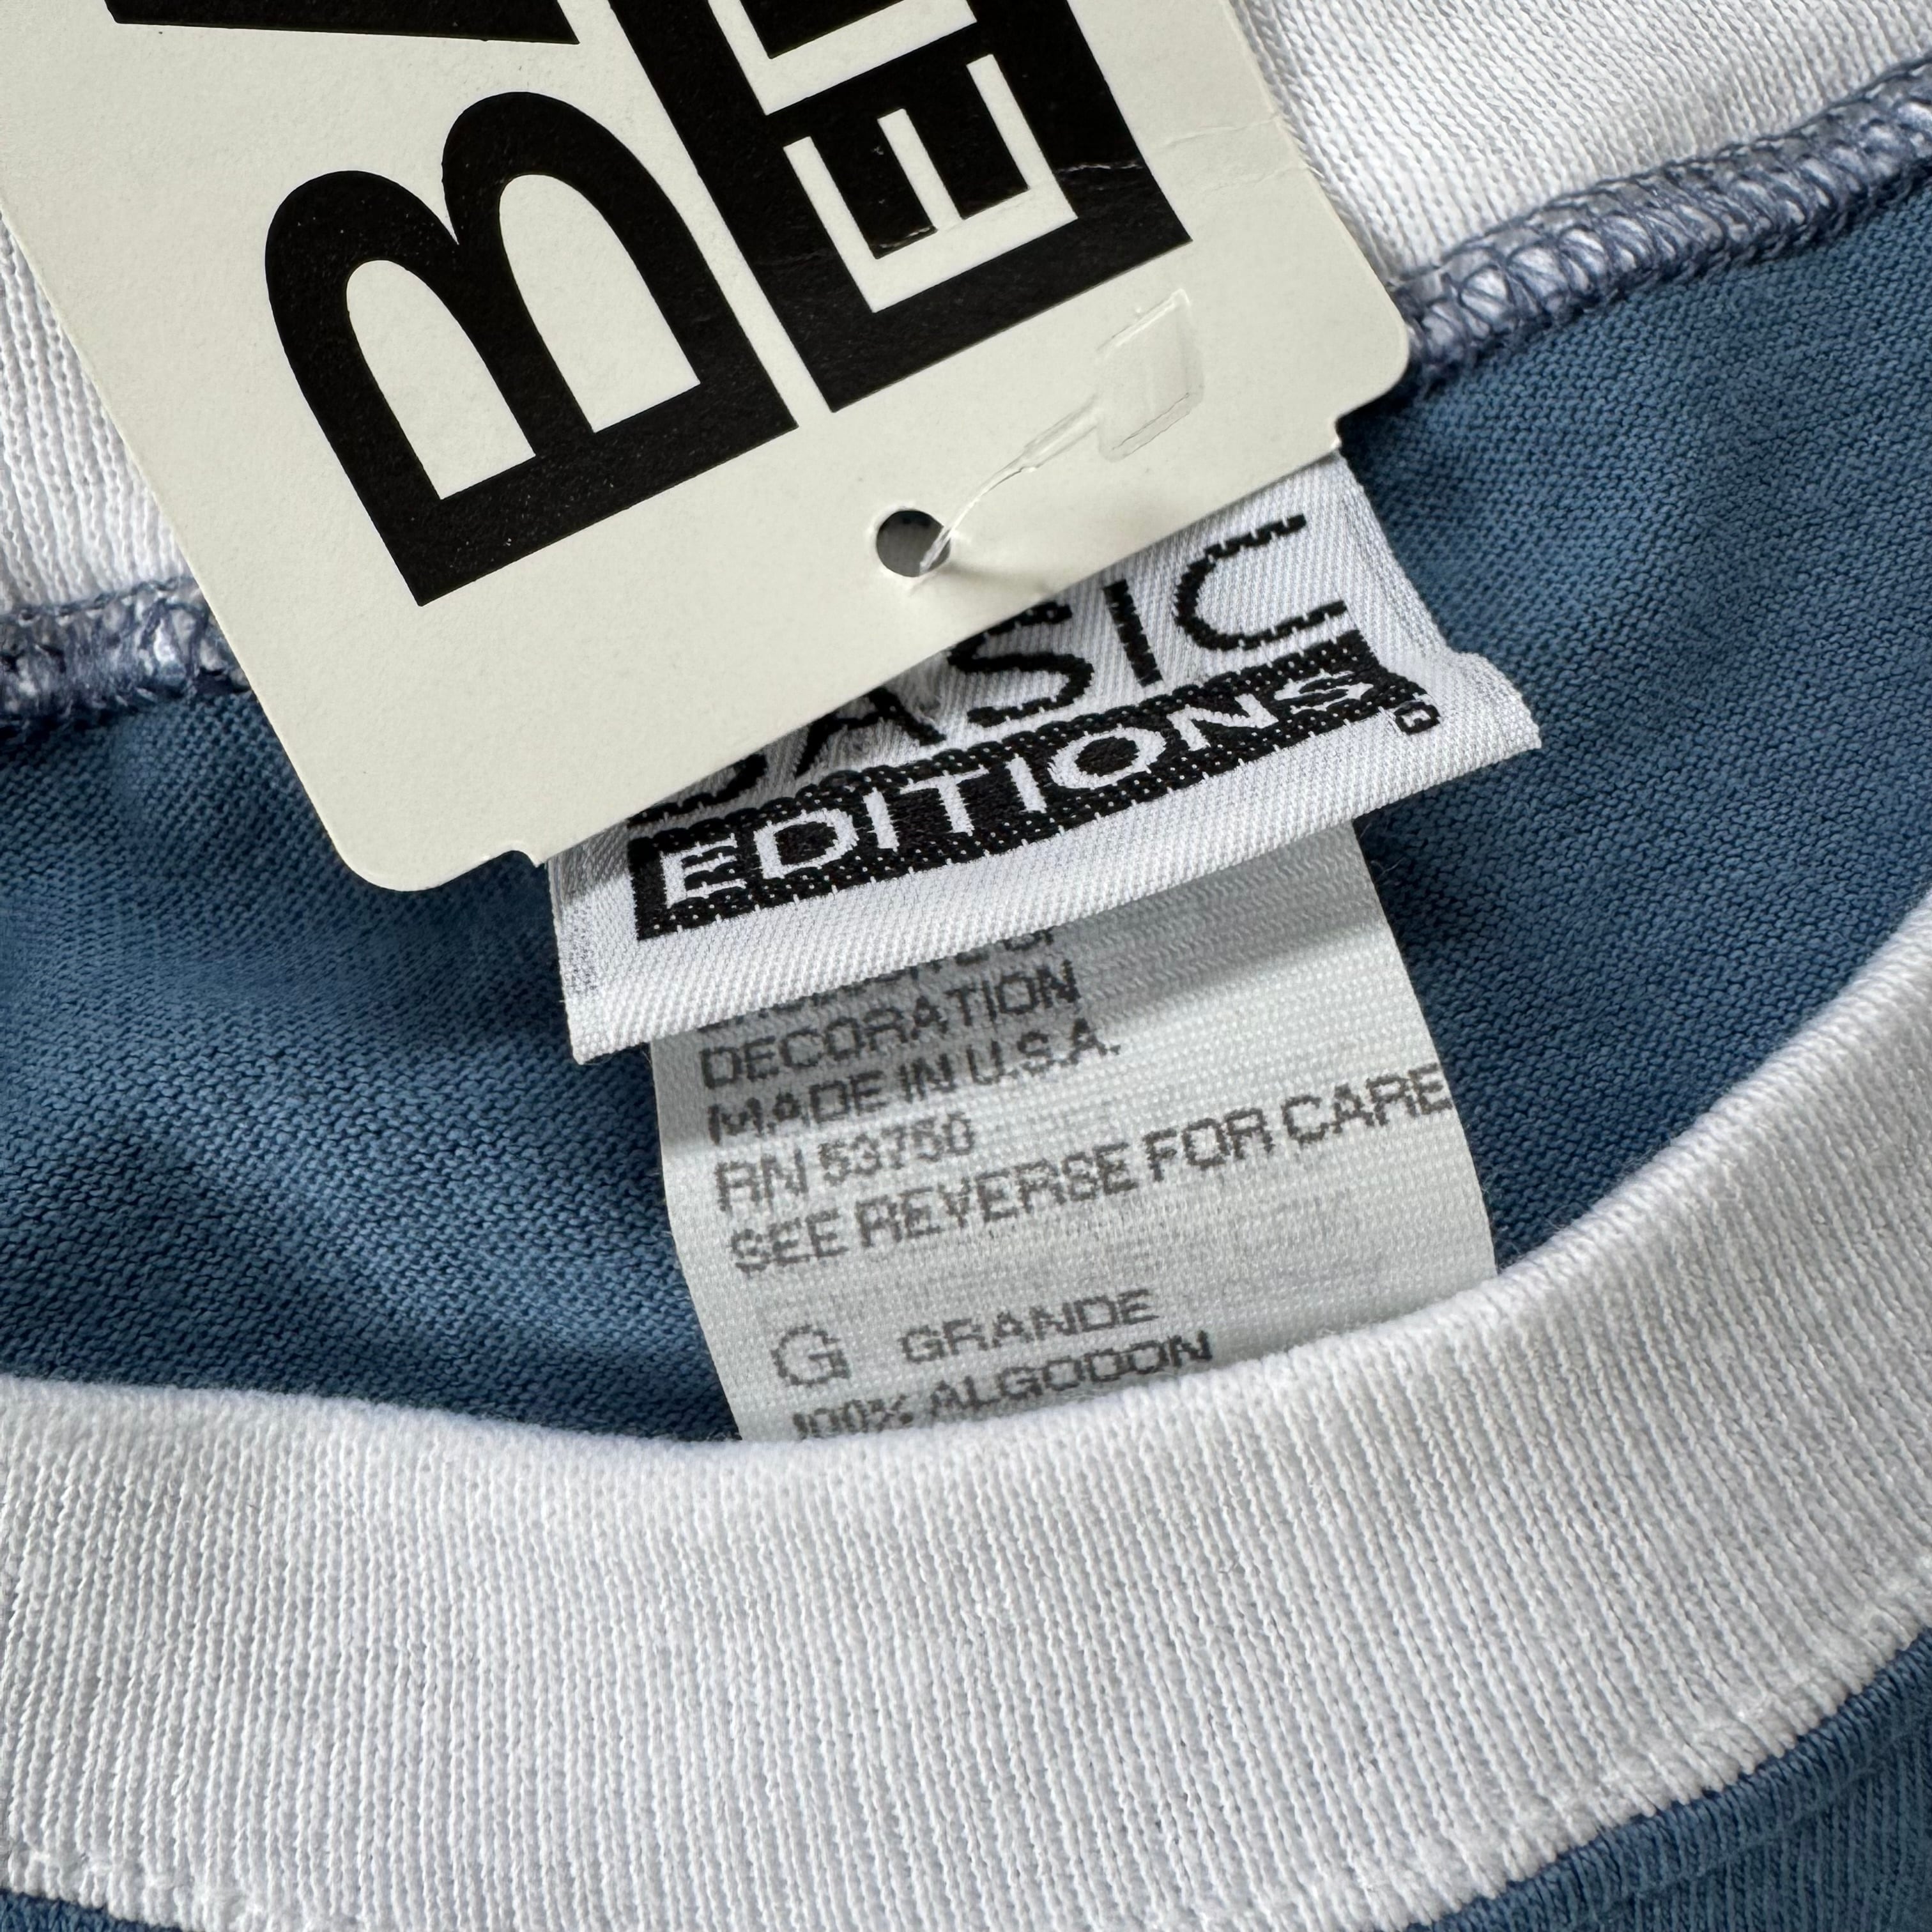 B
E
BASIC
EDITIONS
DECORATION
MADE IN U.S.A.
RN 53750
SEE REVERSE FOR CARE
G GRANDE
100% ALGODON